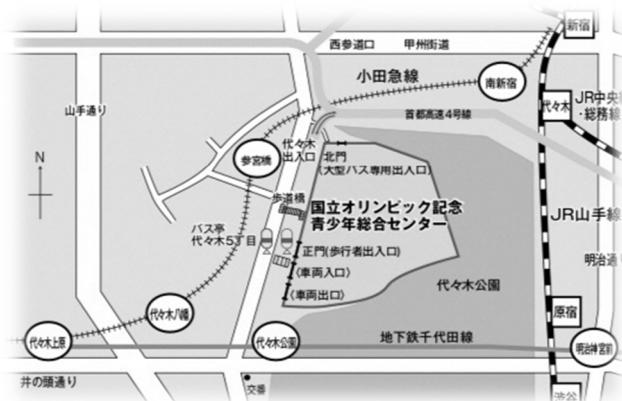 新宿
西参道口 甲州街道
小田急線
南新宿
山手通り
首都高速4号線
代々木
JR中央線
・総務線
N
参宮橋
代々木
出入口
北門
(大型バス専用出入口)
歩道橋
国立オリンピック記念
青少年総合センター
JR山手線
バス亭
代々木5丁目
正門(歩行者出入口)
明治通り
(車両入口)
代々木公園
(車両出口)
代々木八幡
原宿
代々木上原
代々木公園
地下鉄千代田線
明治神宮前
井の頭通り
交番
渋谷